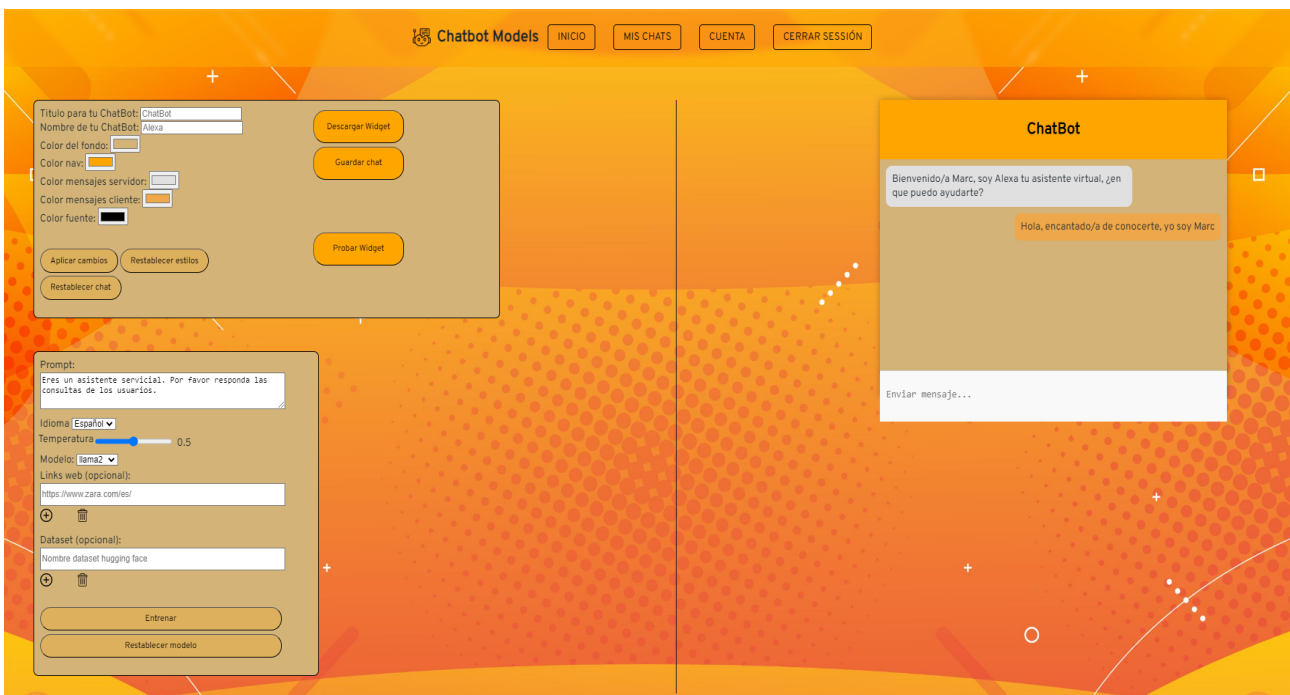 Chatbot Models
INICIO
MIS CHATS
CUENTA
CERRAR SESSIÓN
Titulo para tu ChatBot: ChatBot
Nombre de tu ChatBot: Alexa
Color del fondo:
Color nav:
Color mensajes servidor:
Color mensajes cliente:
Color fuente:
Aplicar cambios
Restablecer estilos
Restablecer chat
Descargar Widget
Guardar chat
Probar Widget
Prompt:
Eres un asistente servicial. Por favor responda las
consultas de los usuarios.
Idioma Español
Temperatura 0.5
Modelo: llama2
Links web (opcional):
https://www.zara.com/es/
Dataset (opcional):
Nombre dataset hugging face
Entrenar
Restablecer modelo
ChatBot
Bienvenido/a Marc, soy Alexa tu asistente virtual, ¿en
que puedo ayudarte?
Hola, encantado/a de conocerte, yo soy Marc
Enviar mensaje...